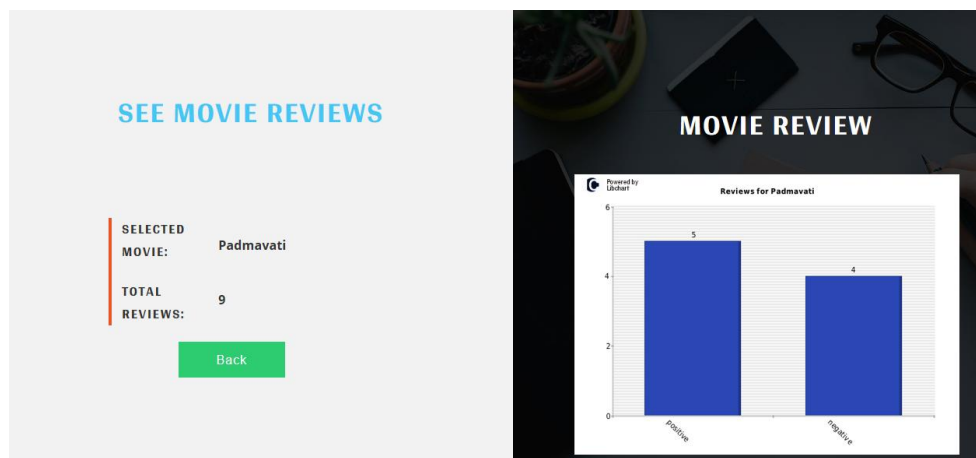 SEE MOVIE REVIEWS
SELECTED
MOVIE:
Padmavati
TOTAL
REVIEWS:
9
Back
MOVIE REVIEW
Powered by
Libchart
Reviews for Padmavati
6
5
4
4
2
0
positive
negative